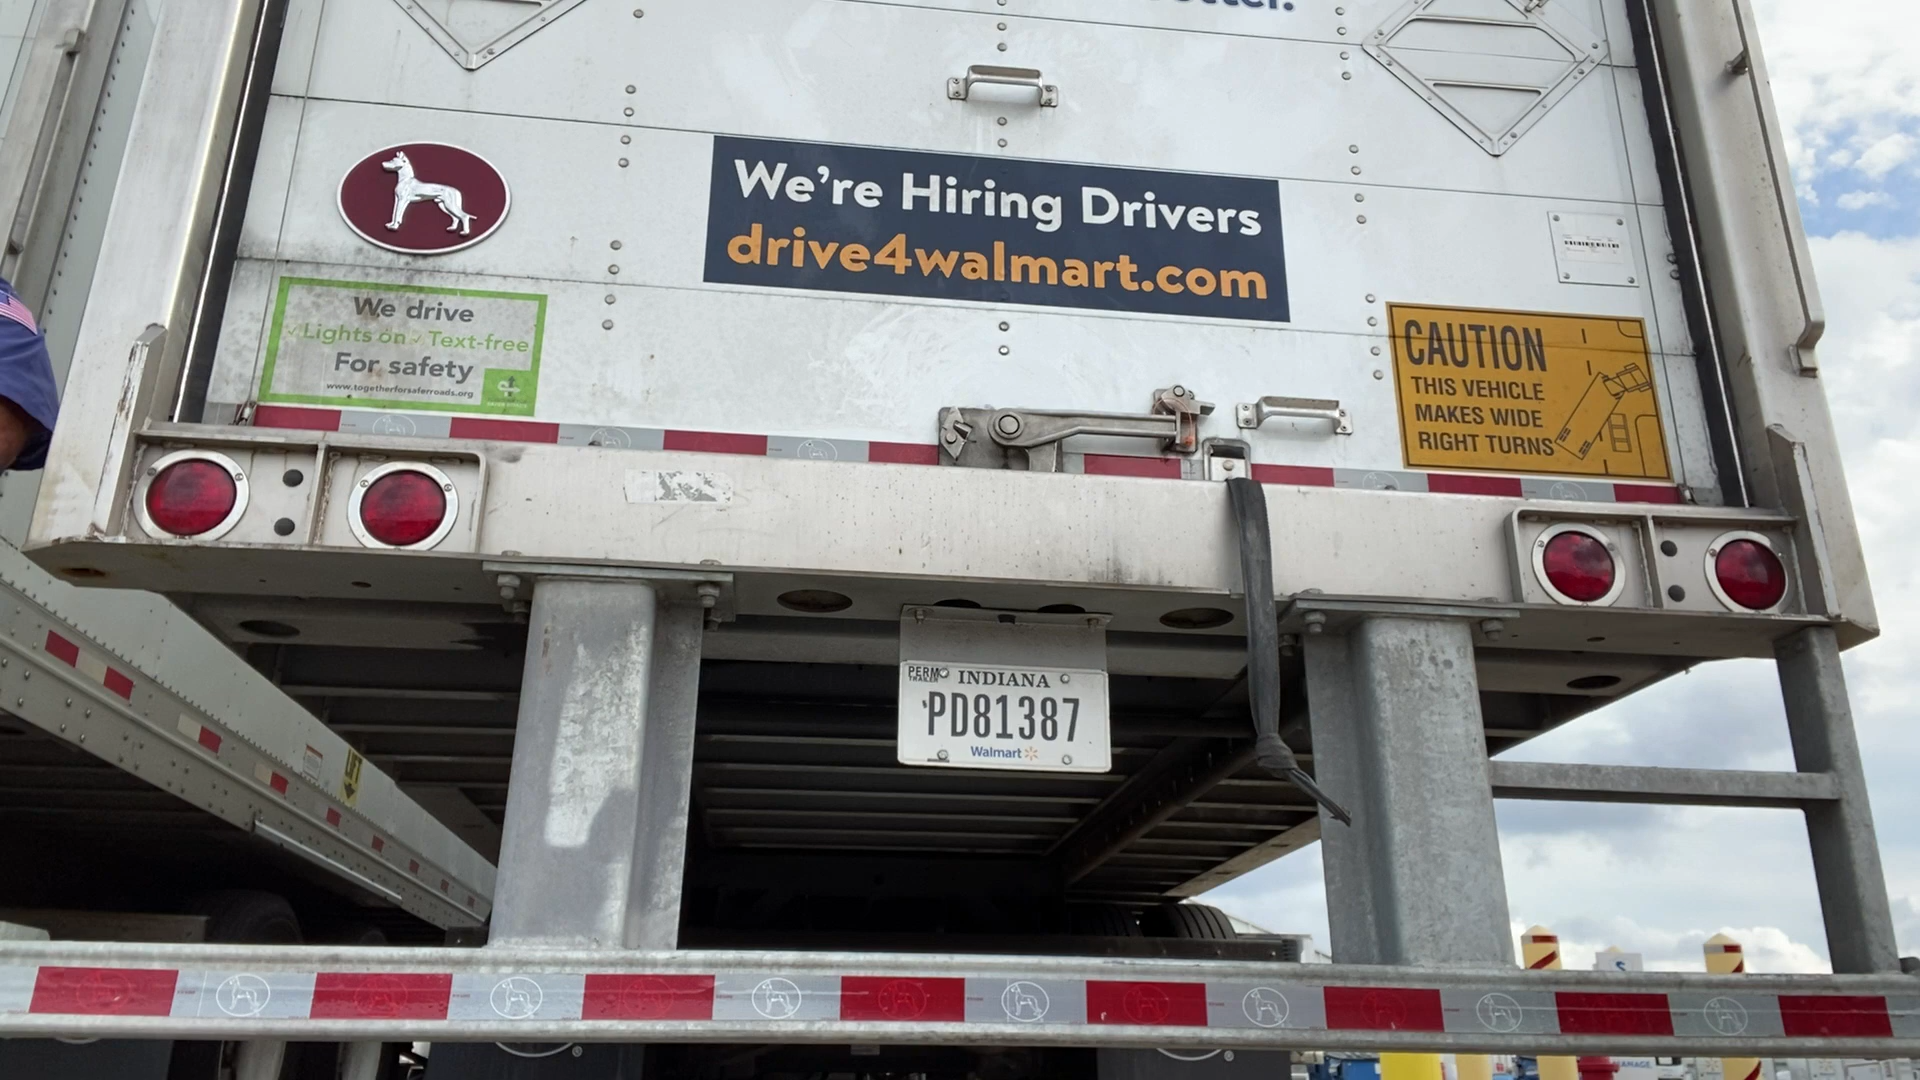 We're Hiring Drivers
drive4walmart.com
We drive
✓Lights on ✓Text-free
For safety
www.togetherforsaferroads.org
CAUTION
THIS VEHICLE
MAKES WIDE
RIGHT TURNS
PERM
TRAILER
INDIANA
PD81387
Walmart
LIFT